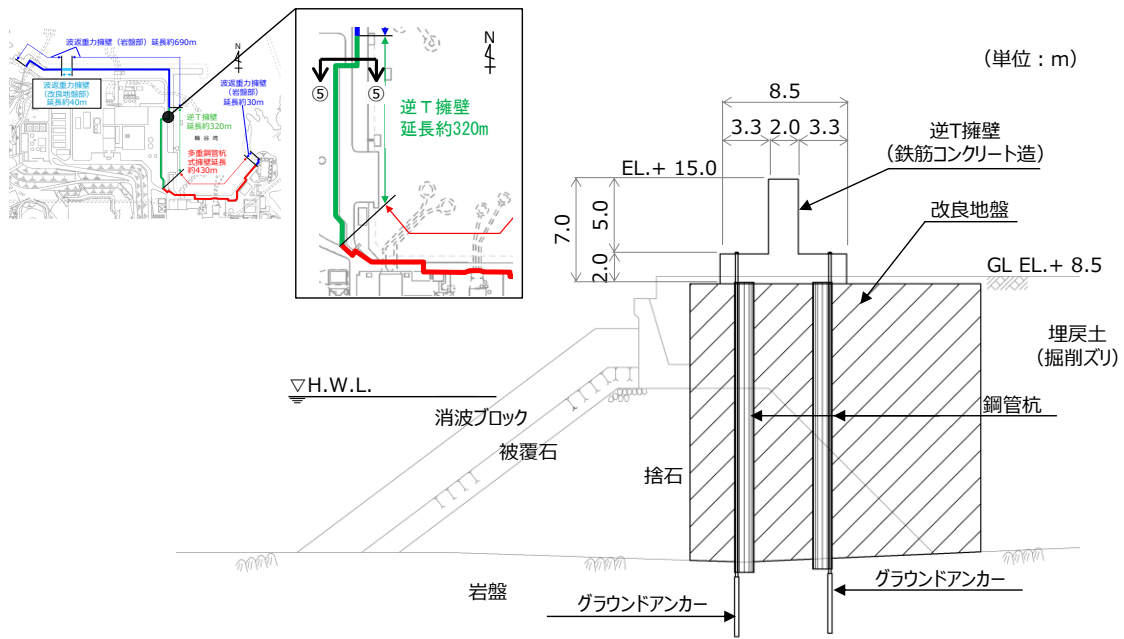 波返重力擁壁（岩盤部）延長約690m
N
波返重力擁壁
（改良地盤部）
延長約40m
波返重力擁壁
（岩盤部）
延長約30m
逆Ｔ擁壁
延長約320m
輪谷湾
多重鋼管杭
式擁壁延長
約430m
N
⑤
⑤
逆Ｔ擁壁
延長約320m
（単位：m）
8.5
3.3
2.0
3.3
逆T擁壁
（鉄筋コンクリート造）
EL.+ 15.0
7.0
5.0
2.0
改良地盤
GL EL.+ 8.5
埋戻土
（掘削ズリ）
▽H.W.L.
消波ブロック
被覆石
捨石
鋼管杭
岩盤
グラウンドアンカー
グラウンドアンカー